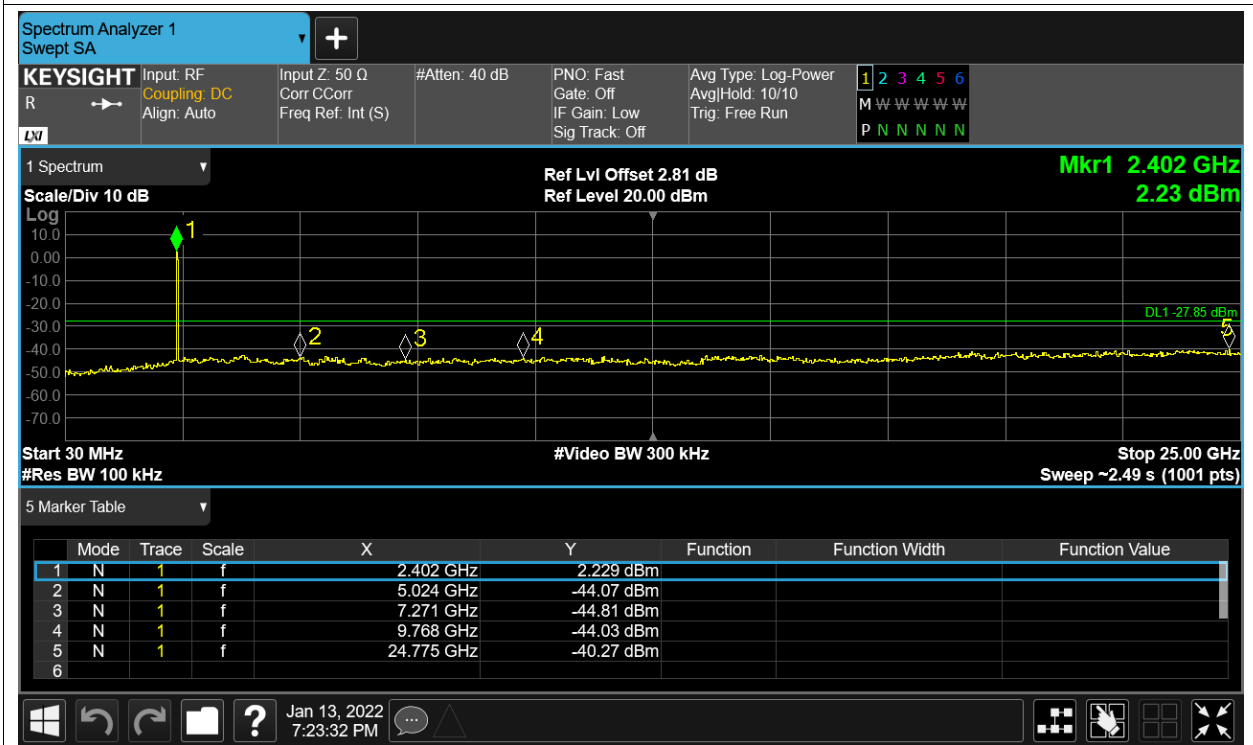 Spectrum Analyzer 1
Swept SA
+
KEYSIGHT
R
LXI
Input: RF
Coupling: DC
Align: Auto
Input Z: 50 Ω
Corr CCorr
Freq Ref: Int (S)
#Atten: 40 dB
PNO: Fast
Gate: Off
IF Gain: Low
Sig Track: Off
Avg Type: Log-Power
Avg|Hold: 10/10
Trig: Free Run
1 2 3 4 5 6
M W W W W W
P N N N N N
1 Spectrum
Scale/Div 10 dB
Ref Lvl Offset 2.81 dB
Ref Level 20.00 dBm
Mkr1 2.402 GHz
2.23 dBm
Log
10.0
0.00
-10.0
-20.0
-30.0
-40.0
-50.0
-60.0
-70.0
1
2
3
4
5
DL1 -27.85 dBm
Start 30 MHz
#Video BW 300 kHz
Stop 25.00 GHz
#Res BW 100 kHz
Sweep ~2.49 s (1001 pts)
5 Marker Table
Mode Trace Scale X Y Function Function Width Function Value
1 N 1 f 2.402 GHz 2.229 dBm
2 N 1 f 5.024 GHz -44.07 dBm
3 N 1 f 7.271 GHz -44.81 dBm
4 N 1 f 9.768 GHz -44.03 dBm
5 N 1 f 24.775 GHz -40.27 dBm
6
?
Jan 13, 2022
7:23:32 PM